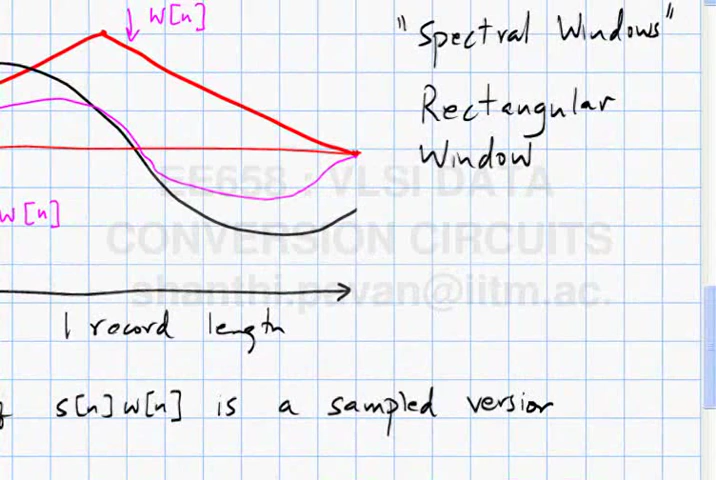 w[n]
"Spectral Windows"
Rectangular
Window
EE658 : VLSI DATA
w[n]
CONVERSION CIRCUITS
shanthi.pavan@iitm.ac.
1 record length
s[n]w[n] is a sampled version